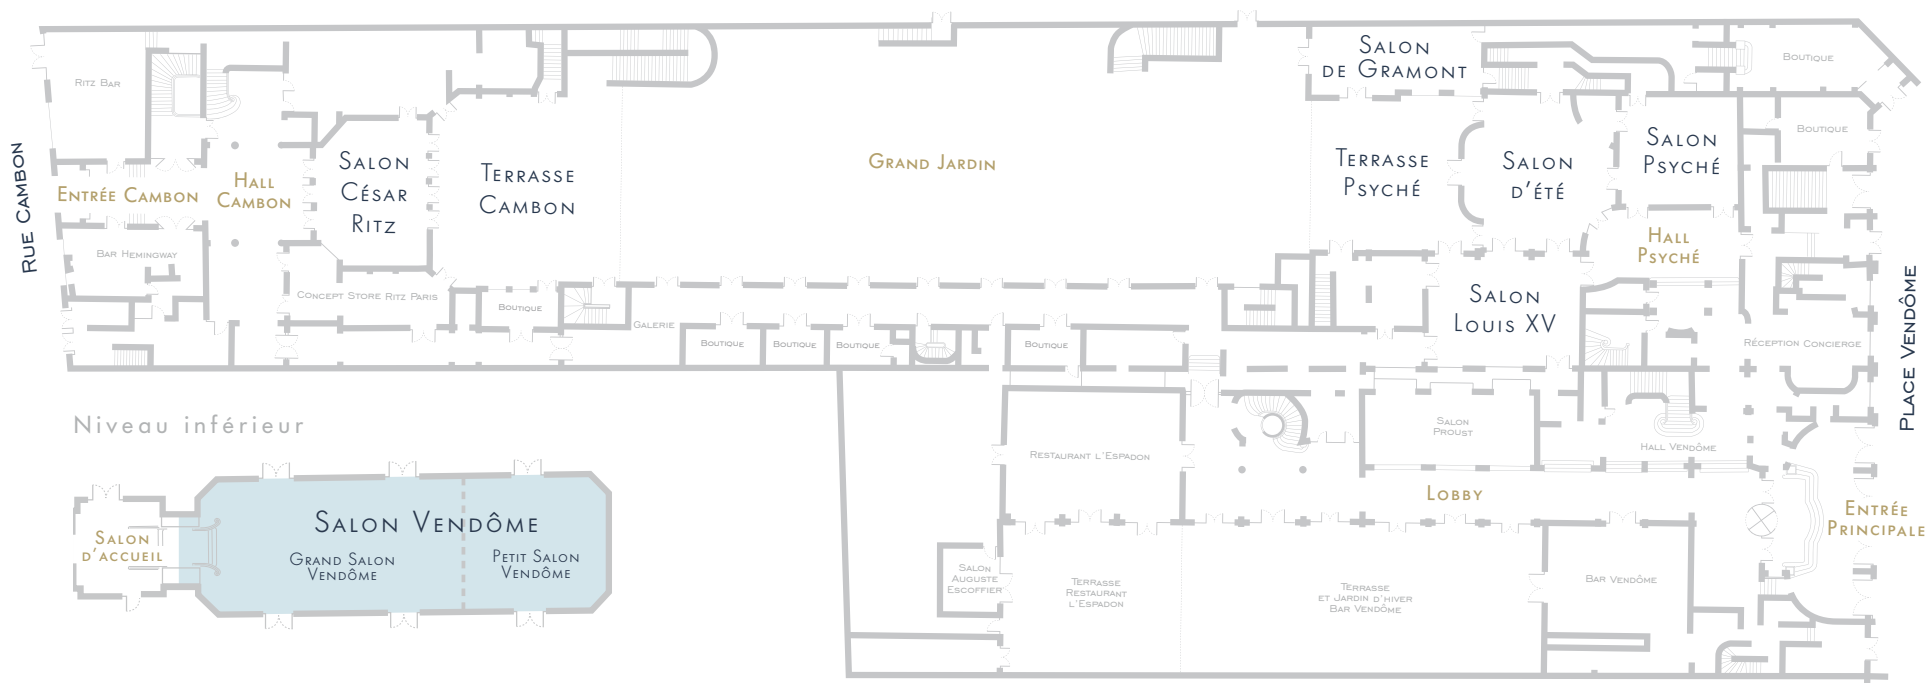 RUE CAMBON
RITZ BAR
ENTRÉE CAMBON
BAR HEMINGWAY
HALL
CAMBON
SALON
CÉSAR
RITZ
CONCEPT STORE RITZ PARIS
TERRASSE
CAMBON
BOUTIQUE
GALERIE
GRAND JARDIN
BOUTIQUE
BOUTIQUE
BOUTIQUE
BOUTIQUE
SALON
DE GRAMONT
TERRASSE
PSYCHÉ
SALON
D'ÉTÉ
SALON
PSYCHÉ
HALL
PSYCHÉ
SALON
LOUIS XV
BOUTIQUE
BOUTIQUE
RÉCEPTION CONCIERGE
PLACE VENDÔME
RESTAURANT L'ESPADON
SALON
PROUST
HALL VENDÔME
LOBBY
ENTRÉE
PRINCIPALE
SALON
AUGUSTE
ESCOFFIER
TERRASSE
RESTAURANT
L'ESPADON
TERRASSE
ET JARDIN D'HIVER
BAR VENDÔME
BAR VENDÔME
Niveau inférieur
SALON
D'ACCUEIL
SALON VENDÔME
GRAND SALON
VENDÔME
PETIT SALON
VENDÔME